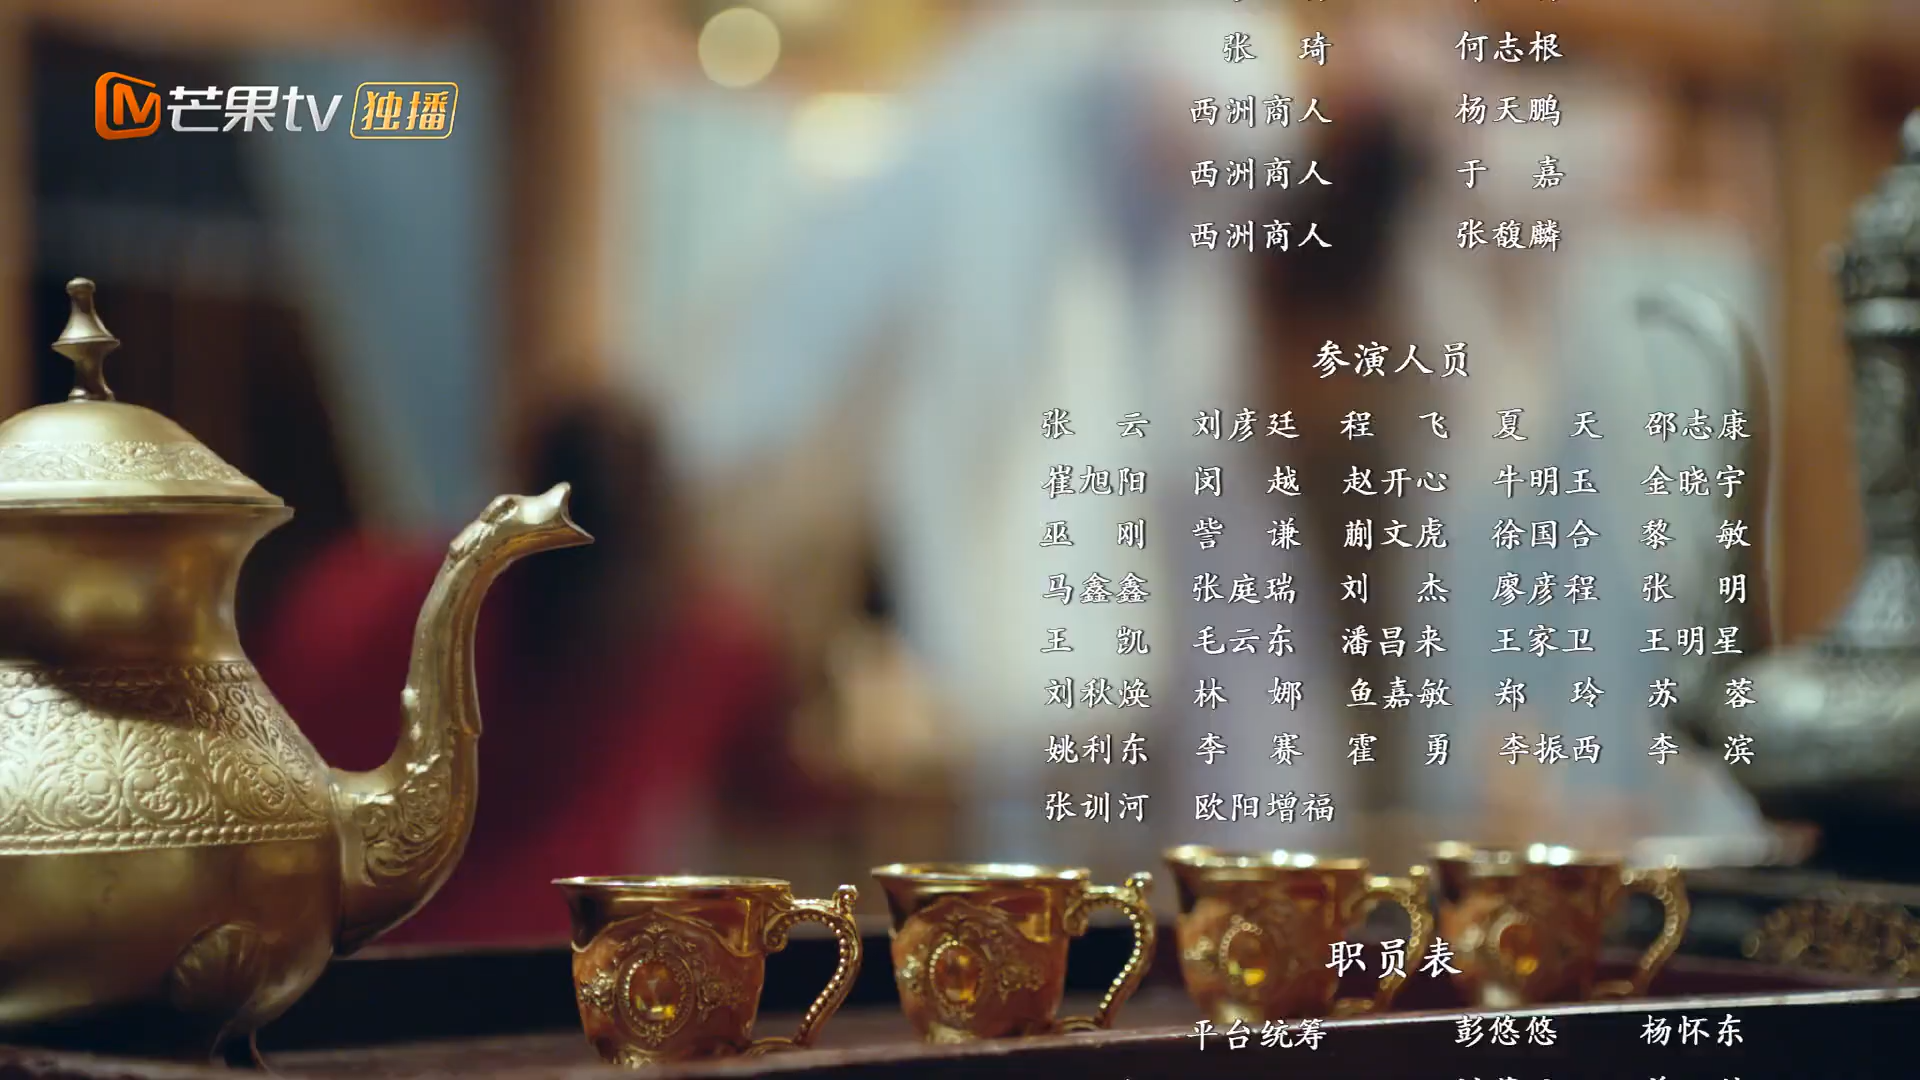 芒果tv 独播
张琦 何志根
西洲商人 杨天鹏
西洲商人 于嘉
西洲商人 张馥麟
参演人员
张云 刘彦廷 程飞 夏天 邵志康
崔旭阳 闵越 赵开心 牛明玉 金晓宇
巫刚 訾谦 蒯文虎 徐国合 黎敏
马鑫鑫 张庭瑞 刘杰 廖彦程 张明
王凯 毛云东 潘昌来 王家卫 王明星
刘秋焕 林娜 鱼嘉敏 郑玲 苏蓉
姚利东 李赛 霍勇 李振西 李滨
张训河 欧阳增福
职员表
平台统筹 彭悠悠 杨怀东